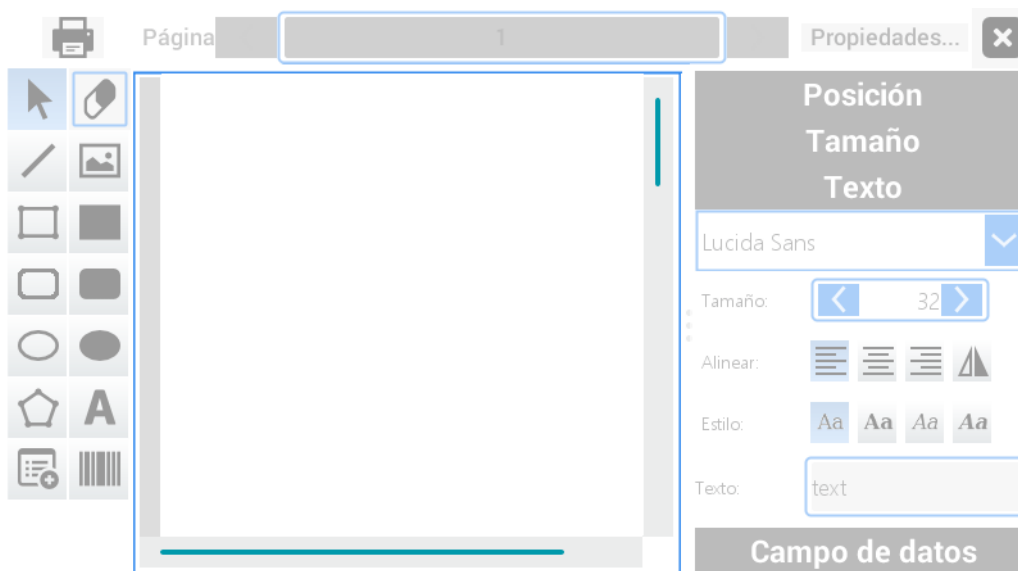 Página 1 Propiedades...
Posición
Tamaño
Texto
Lucida Sans
Tamaño: 32
Alinear:
Estilo: Aa Aa Aa Aa
Texto: text
Campo de datos
A